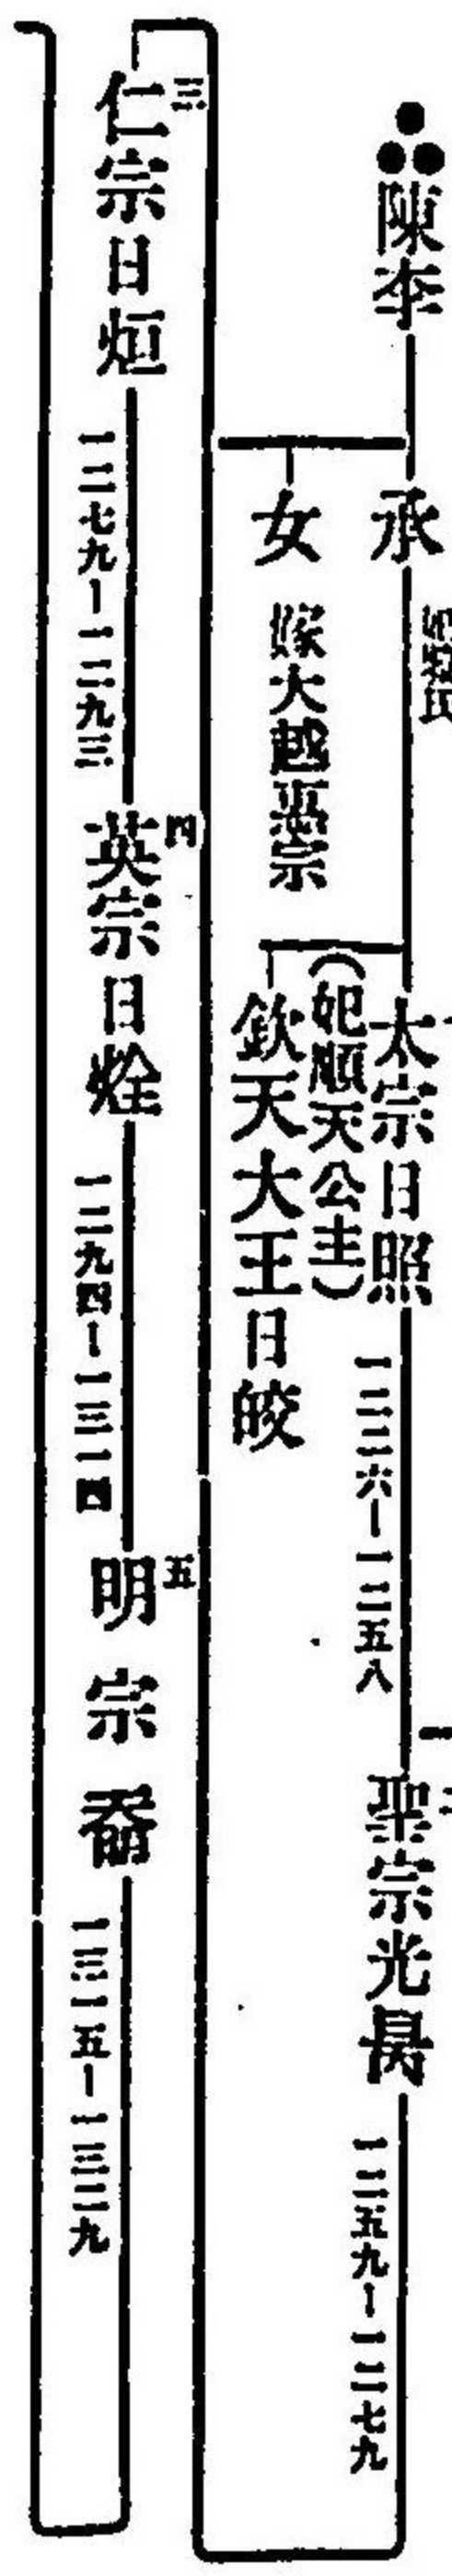 陳李
承
女
嫁大越惠宗
太宗日照
一二二六－一二五八
(妃順天公主)
欽天大王日皎
聖宗光昺
一二五九－一二七九
三
仁宗日烜
一二七九－一二九三
四
英宗日烇
一二九四－一三一四
五
明宗奣
一三一五－一三二九